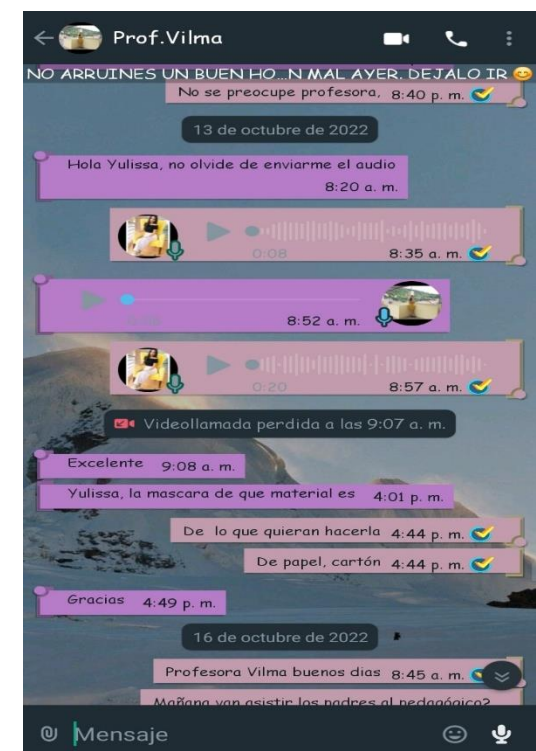 Prof.Vilma
NO ARRUINES UN BUEN HO...N MAL AYER. DEJALO IR 😊
No se preocupe profesora, 8:40 p. m.
13 de octubre de 2022
Hola Yulissa, no olvide de enviarme el audio
8:20 a. m.
0:08 8:35 a. m.
8:52 a. m.
0:20 8:57 a. m.
Videollamada perdida a las 9:07 a. m.
Excelente 9:08 a. m.
Yulissa, la mascara de que material es 4:01 p. m.
De lo que quieran hacerla 4:44 p. m.
De papel, cartón 4:44 p. m.
Gracias 4:49 p. m.
16 de octubre de 2022
Profesora Vilma buenos dias 8:45 a. m.
Mañana van asistir los padres al pedagógico?
Mensaje